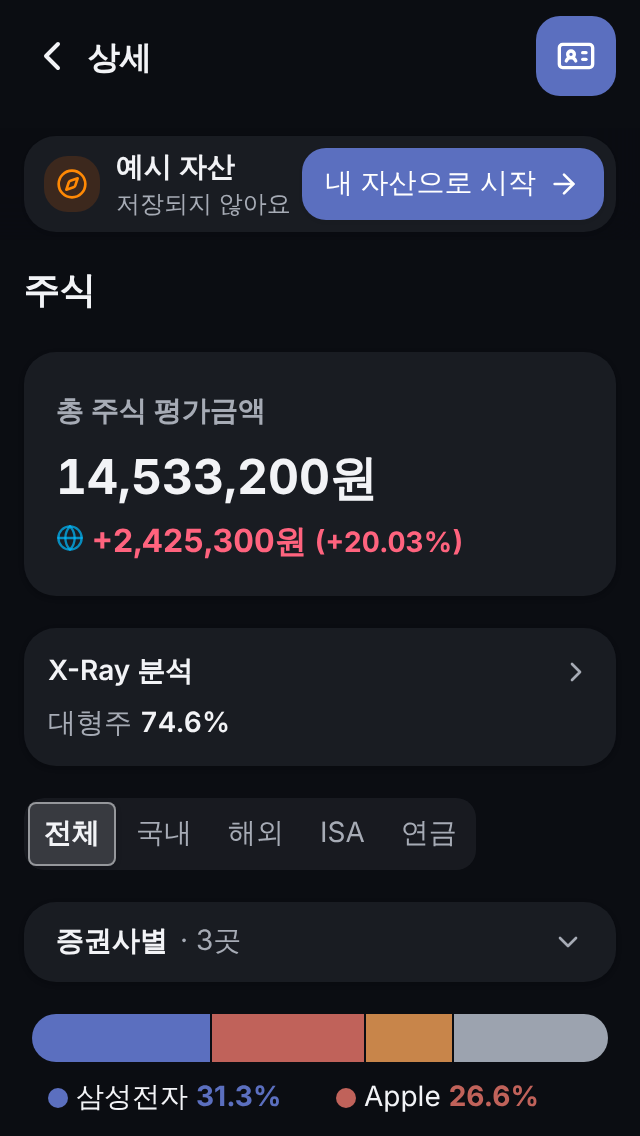 상세
예시 자산
저장되지 않아요
내 자산으로 시작
주식
총 주식 평가금액
14,533,200원
+2,425,300원 (+20.03%)
X-Ray 분석
대형주 74.6%
전체 국내 해외 ISA 연금
증권사별 · 3곳
삼성전자 31.3% Apple 26.6%